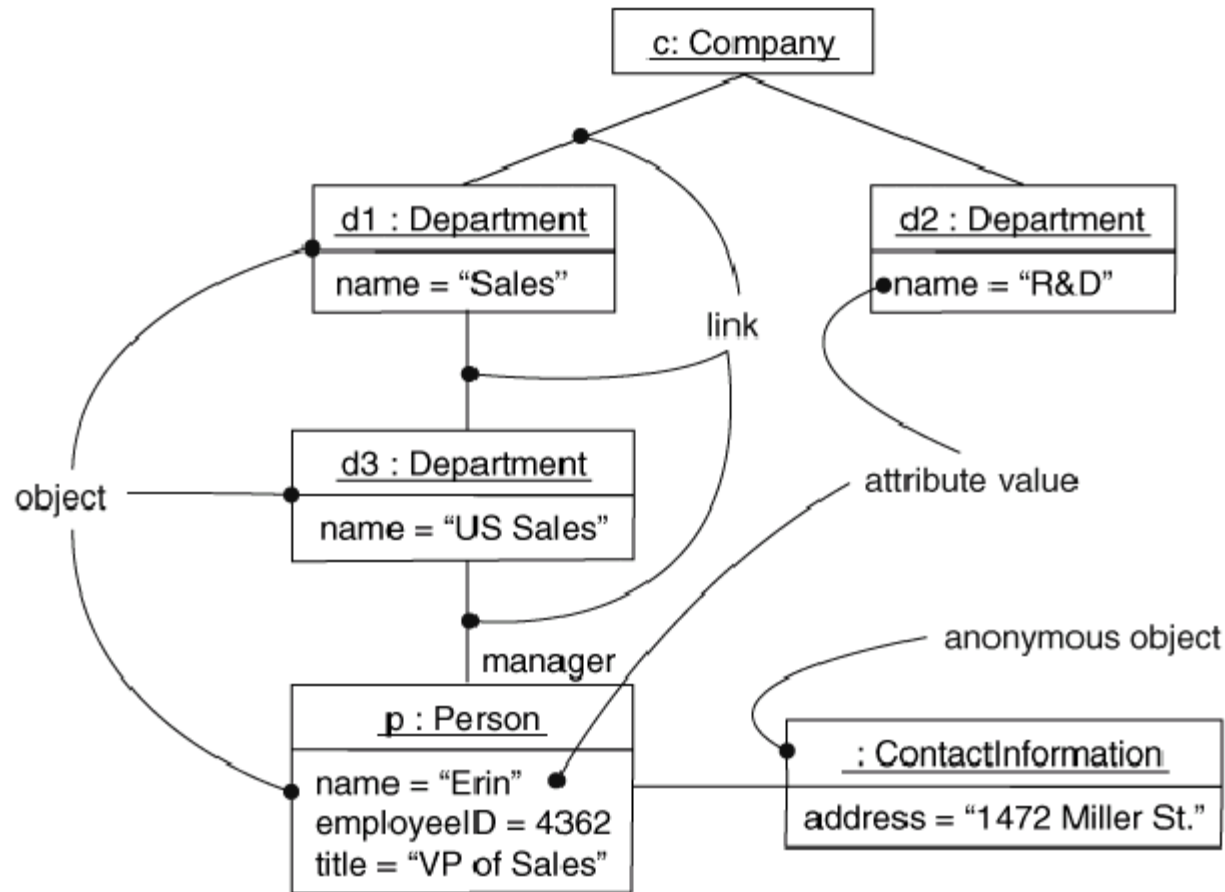 c: Company
d1 : Department
name = “Sales”
d2 : Department
name = “R&D”
link
d3 : Department
name = “US Sales”
object
attribute value
anonymous object
manager
p : Person
name = “Erin”
employeeID = 4362
title = “VP of Sales”
: ContactInformation
address = “1472 Miller St.”